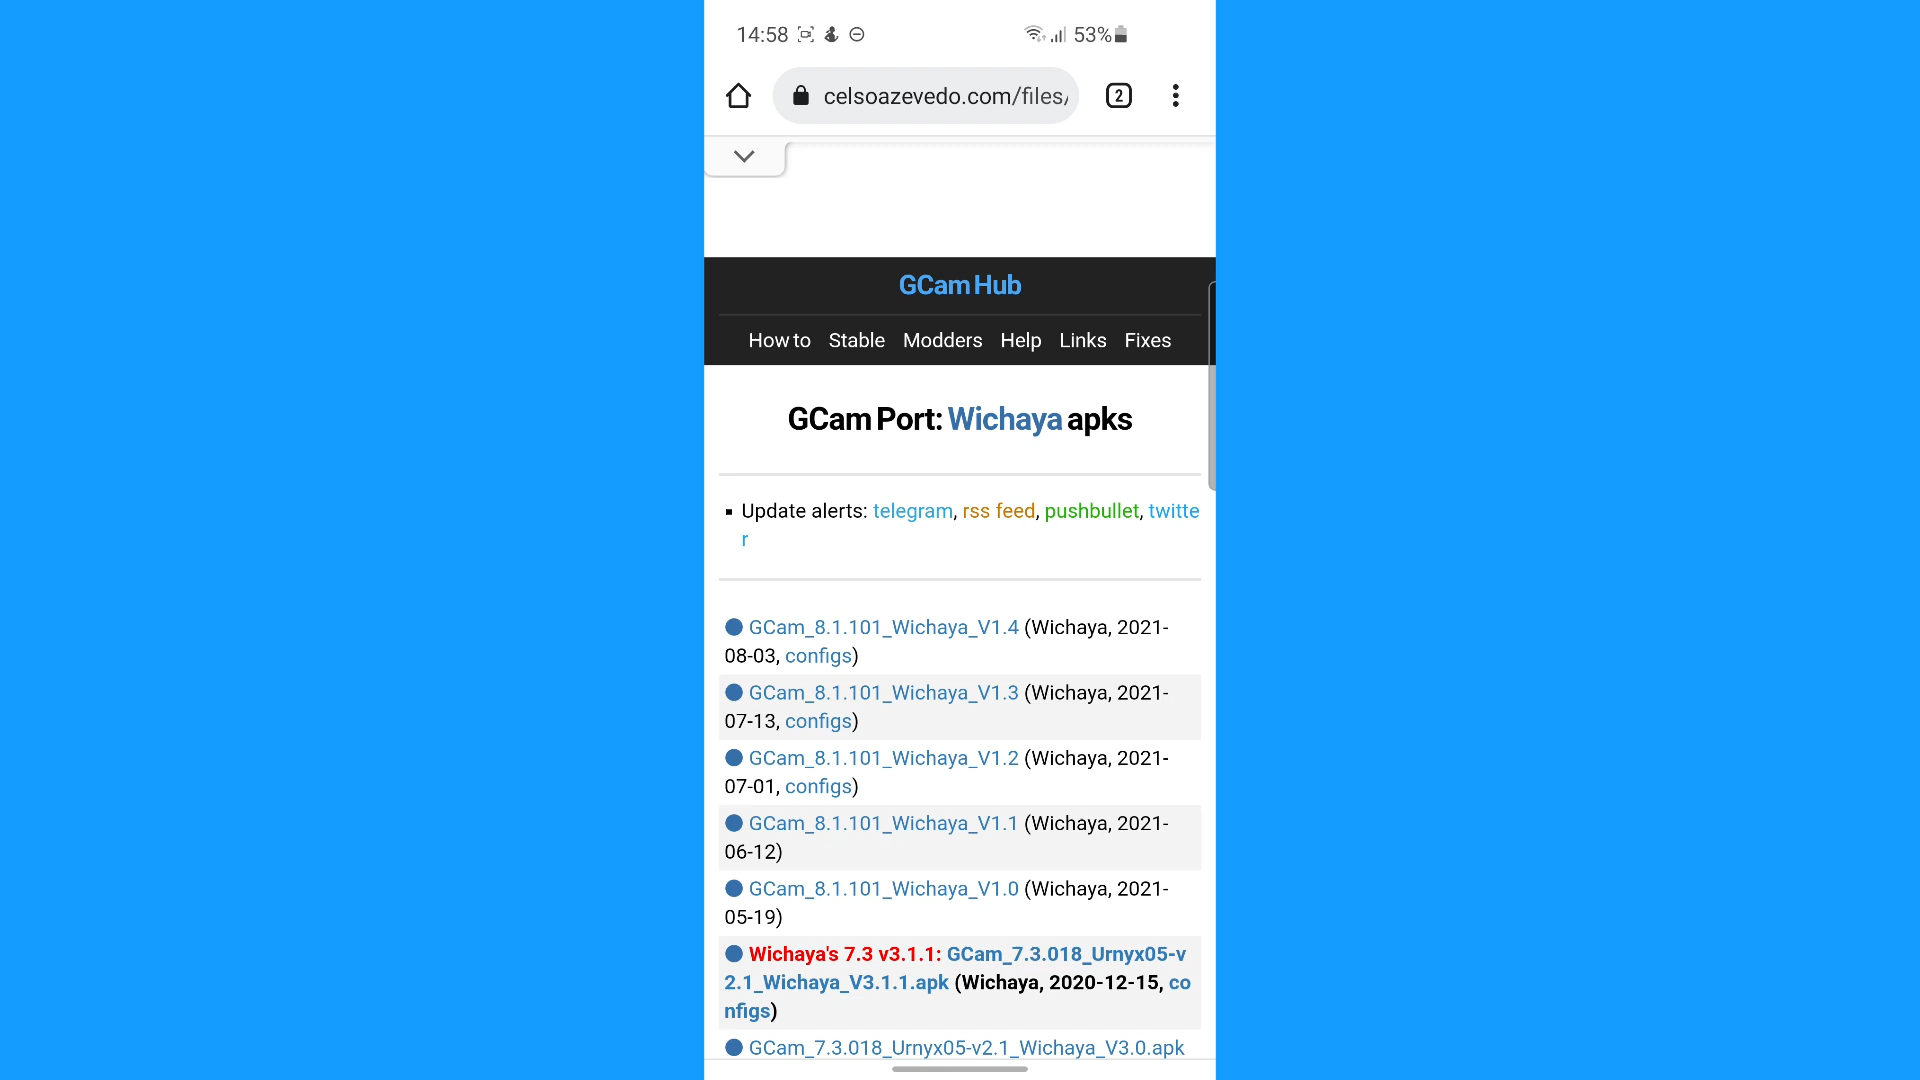 14:58 53%
celsoazevedo.com/files/ 2
GCam Hub
How to Stable Modders Help Links Fixes
GCam Port: Wichaya apks
▪ Update alerts: telegram, rss feed, pushbullet, twitte
r
GCam_8.1.101_Wichaya_V1.4 (Wichaya, 2021-
08-03, configs)
GCam_8.1.101_Wichaya_V1.3 (Wichaya, 2021-
07-13, configs)
GCam_8.1.101_Wichaya_V1.2 (Wichaya, 2021-
07-01, configs)
GCam_8.1.101_Wichaya_V1.1 (Wichaya, 2021-
06-12)
GCam_8.1.101_Wichaya_V1.0 (Wichaya, 2021-
05-19)
Wichaya's 7.3 v3.1.1: GCam_7.3.018_Urnyx05-v
2.1_Wichaya_V3.1.1.apk (Wichaya, 2020-12-15, co
nfigs)
GCam_7.3.018_Urnyx05-v2.1_Wichaya_V3.0.apk